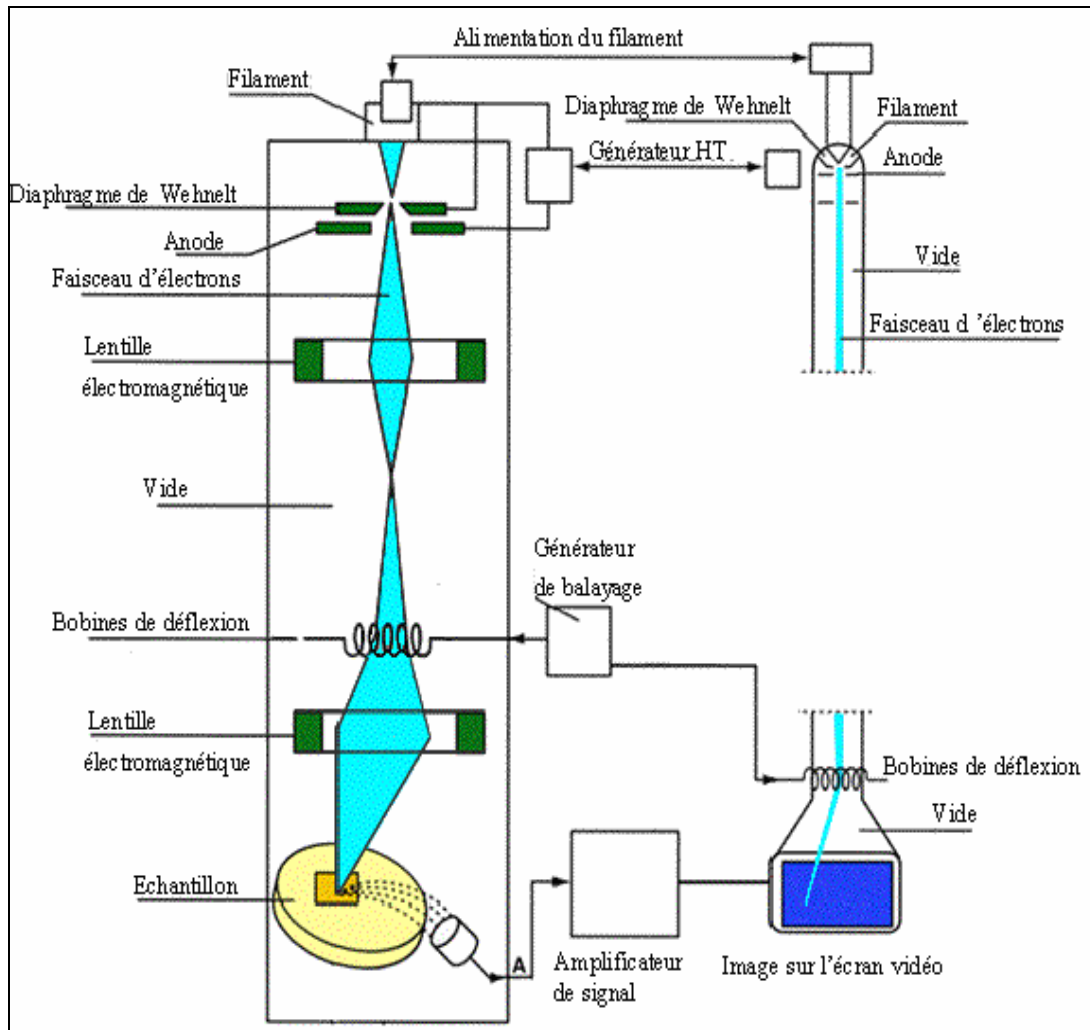 Alimentation du filament
Filament
Diaphragme de Wehnelt
Filament
Générateur HT
Anode
Diaphragme de Wehnelt
Anode
Vide
Faisceau d'électrons
Faisceau d 'électrons
Lentille
électromagnétique
Vide
Générateur
de balayage
Bobines de déflexion
Lentille
électromagnétique
Bobines de déflexion
Vide
Echantillon
A
Amplificateur
de signal
Image sur l'écran vidéo